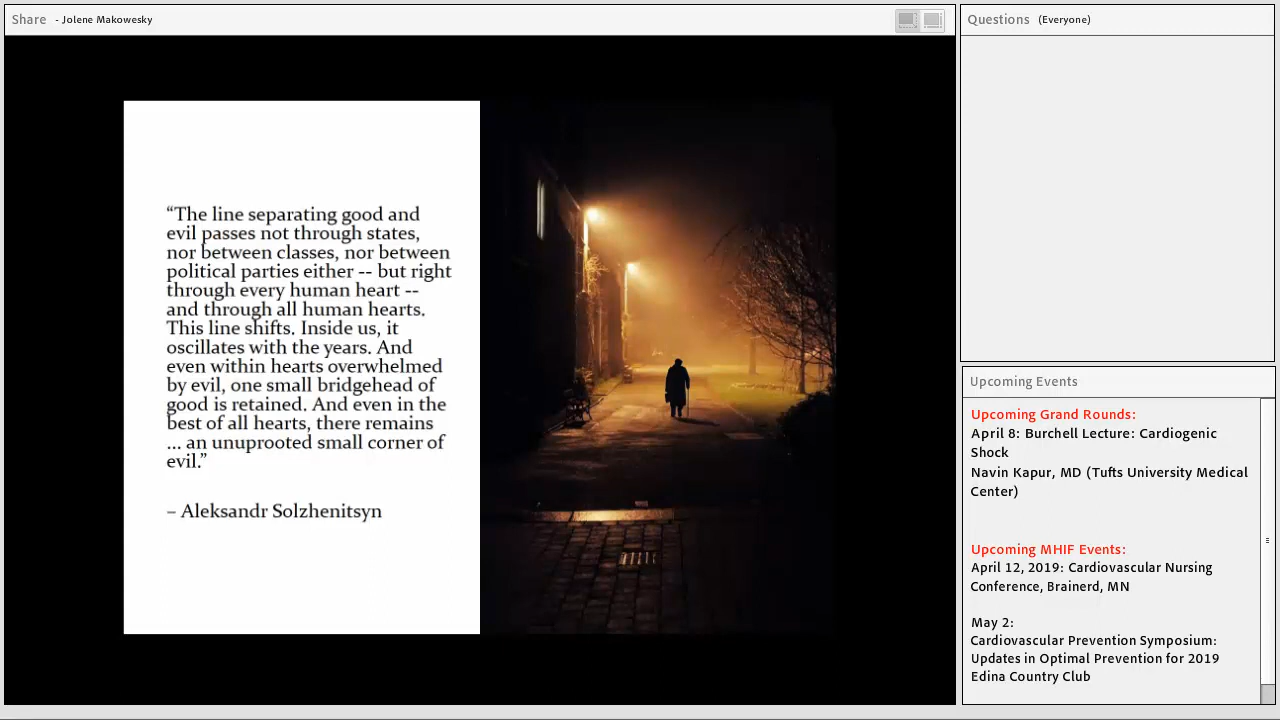 Share - Jolene Makowesky
“The line separating good and
evil passes not through states,
nor between classes, nor between
political parties either -- but right
through every human heart --
and through all human hearts.
This line shifts. Inside us, it
oscillates with the years. And
even within hearts overwhelmed
by evil, one small bridgehead of
good is retained. And even in the
best of all hearts, there remains
... an unuprooted small corner of
evil.”
– Aleksandr Solzhenitsyn
Questions (Everyone)
Upcoming Events
Upcoming Grand Rounds:
April 8: Burchell Lecture: Cardiogenic
Shock
Navin Kapur, MD (Tufts University Medical
Center)
Upcoming MHIF Events:
April 12, 2019: Cardiovascular Nursing
Conference, Brainerd, MN
May 2:
Cardiovascular Prevention Symposium:
Updates in Optimal Prevention for 2019
Edina Country Club